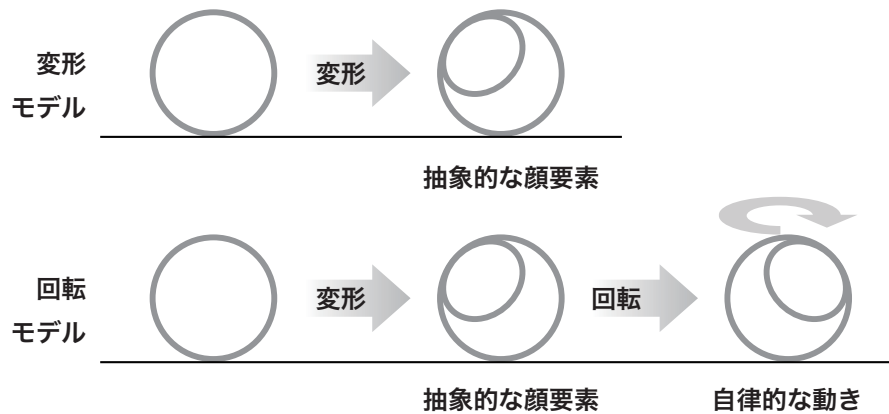 変形
モデル
変形
抽象的な顔要素
回転
モデル
変形
回転
抽象的な顔要素
自律的な動き